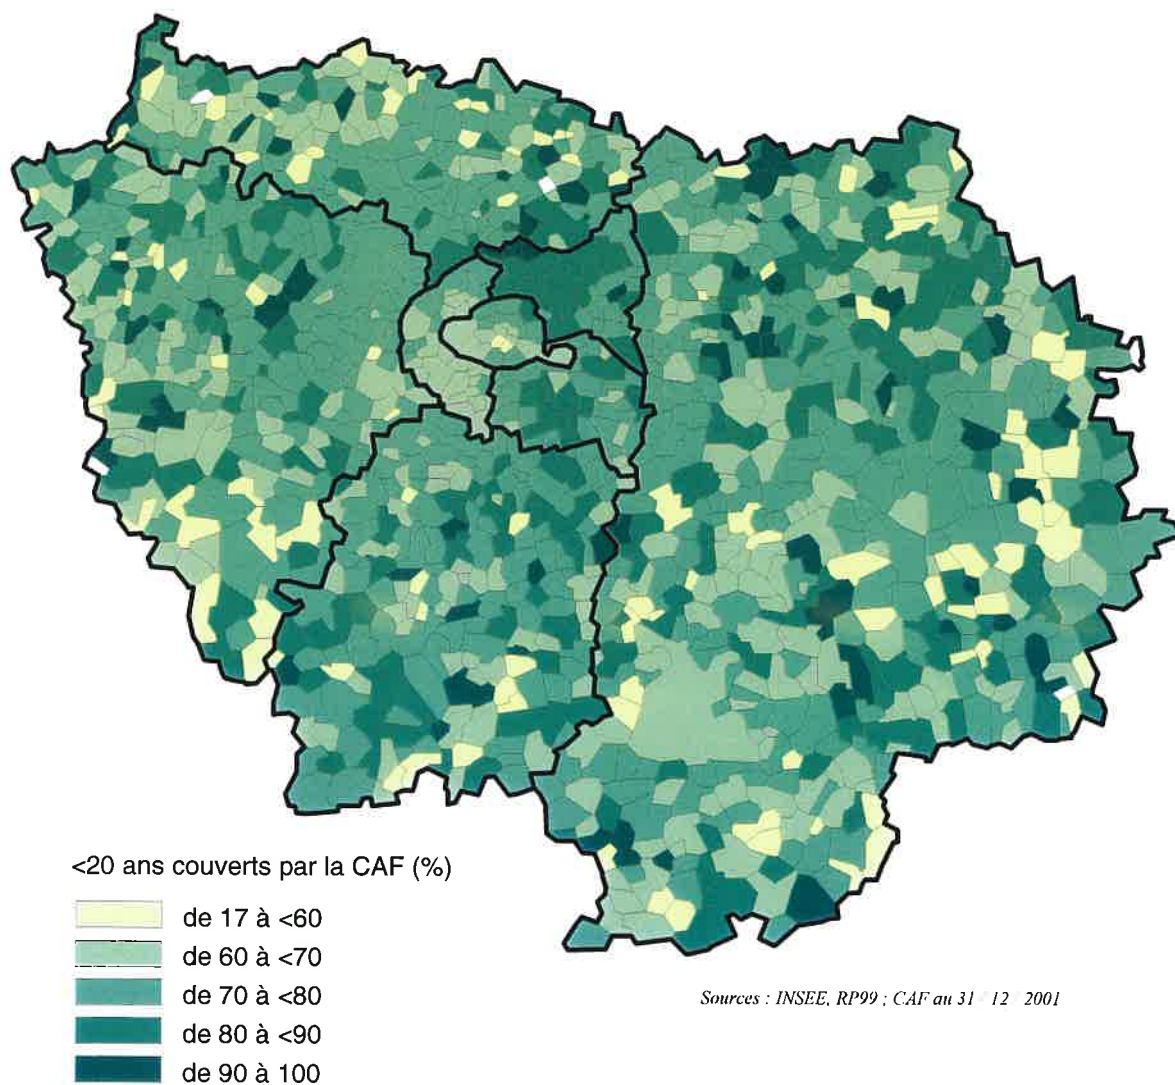 <20 ans couverts par la CAF (%)
de 17 à <60
de 60 à <70
de 70 à <80
de 80 à <90
de 90 à 100
Sources : INSEE, RP99 ; CAF au 31 / 12 / 2001